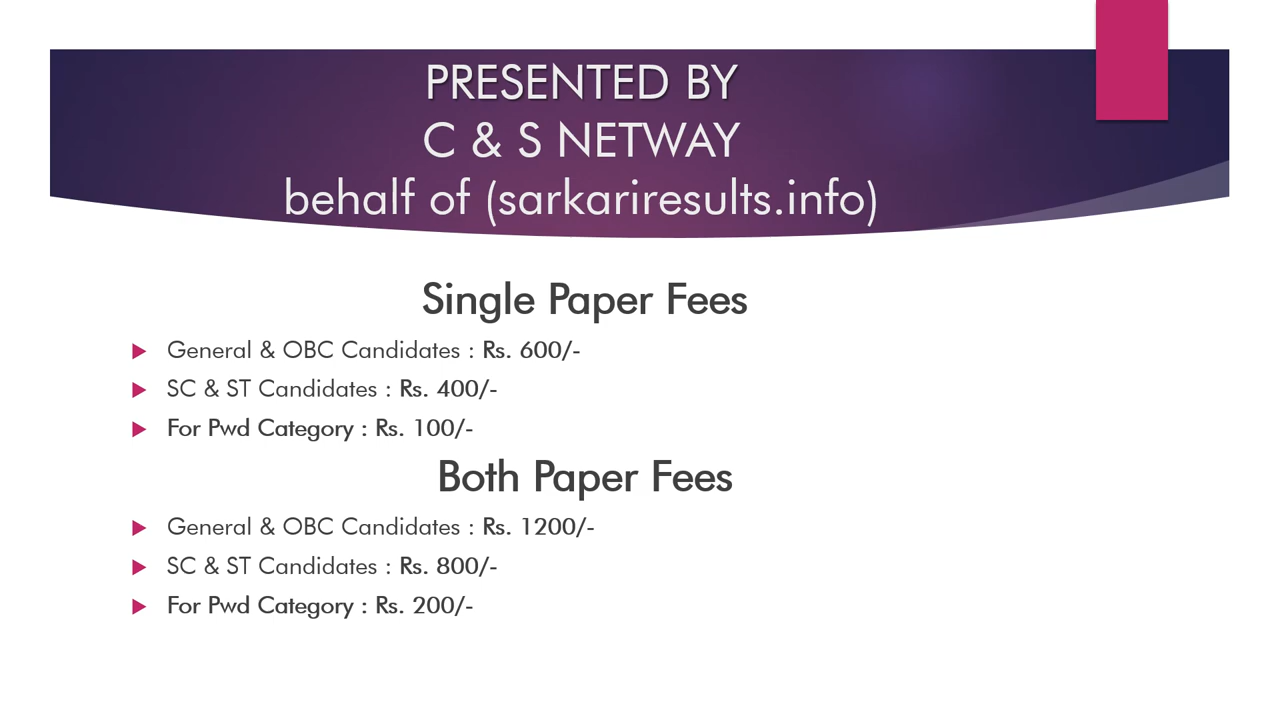 PRESENTED BY
C & S NETWAY
behalf of (sarkariresults.info)
Single Paper Fees
General & OBC Candidates : Rs. 600/-
SC & ST Candidates : Rs. 400/-
For Pwd Category : Rs. 100/-
Both Paper Fees
General & OBC Candidates : Rs. 1200/-
SC & ST Candidates : Rs. 800/-
For Pwd Category : Rs. 200/-